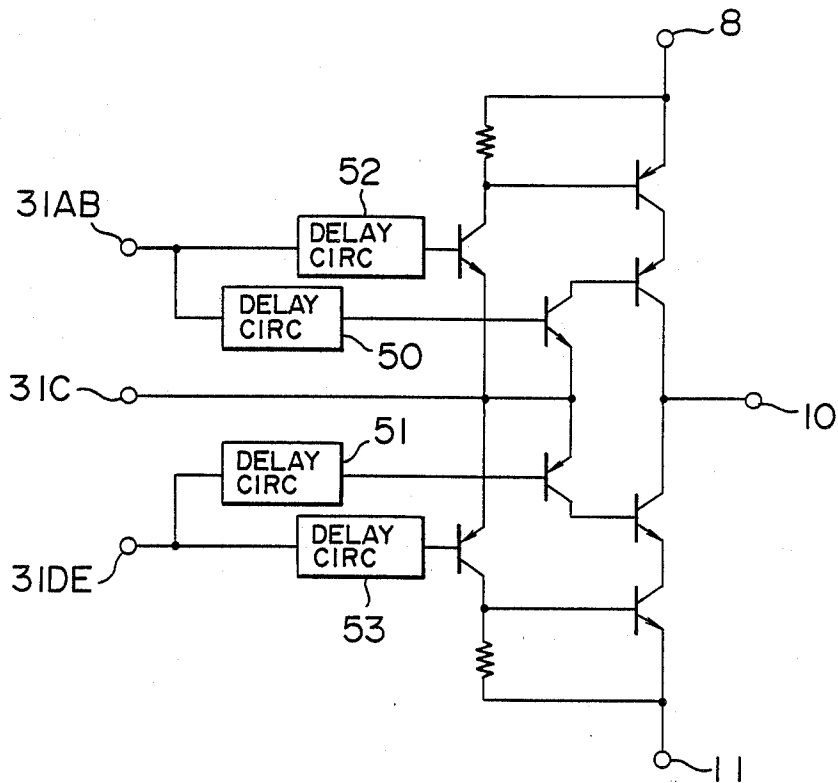 8
52
31AB
DELAY
CIRC
DELAY
CIRC
50
31C
10
51
DELAY
CIRC
DELAY
CIRC
31DE
53
11